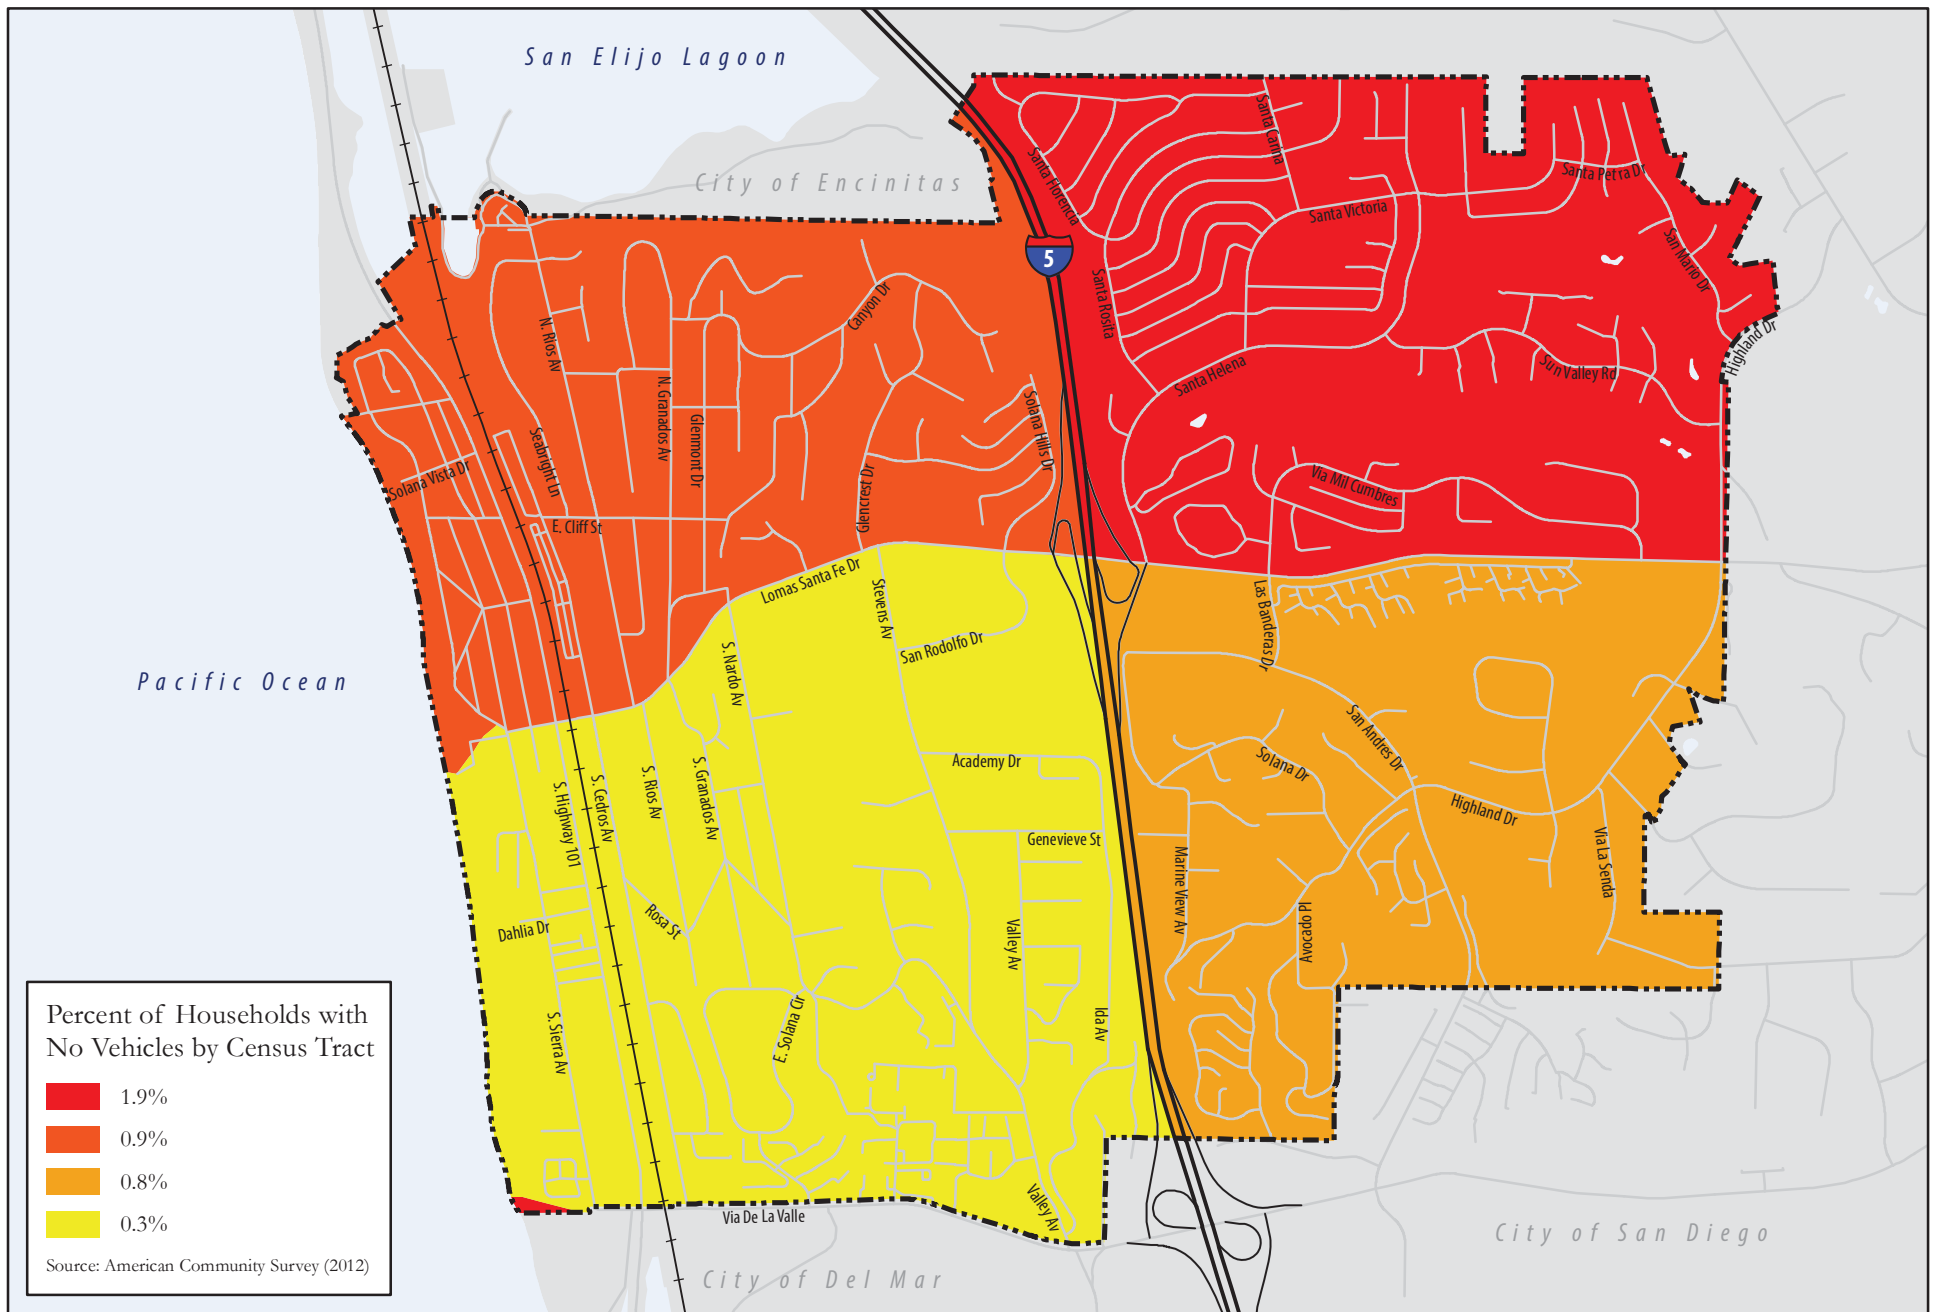 San Elijo Lagoon
City of Encinitas
Santa Carina
Santa Florencia
Santa Petra Dr
Santa Victoria
San Mario Dr
5
Santa Rosita
Highland Dr
Canyon Dr
N. Rios Av
Santa Helena
Sun Valley Rd
N. Granados Av
Glenmont Dr
Solana Hills Dr
Seabright Ln
Solana Vista Dr
Glencrest Dr
Via Mil Cumbres
E. Cliff St
Lomas Santa Fe Dr
Stevens Av
Las Banderas Dr
San Rodolfo Dr
S. Nardo Av
Pacific Ocean
San Andres Dr
Solana Dr
Academy Dr
S. Granados Av
S. Rios Av
S. Cedros Av
S. Highway 101
Highland Dr
Genevieve St
Via La Senda
Marine View Av
Avocado Pl
Rosa St
Dahlia Dr
Valley Av
Ida Av
E. Solana Cir
S. Sierra Av
Valley Av
Via De La Valle
City of San Diego
City of Del Mar
Percent of Households with
No Vehicles by Census Tract
1.9%
0.9%
0.8%
0.3%
Source: American Community Survey (2012)